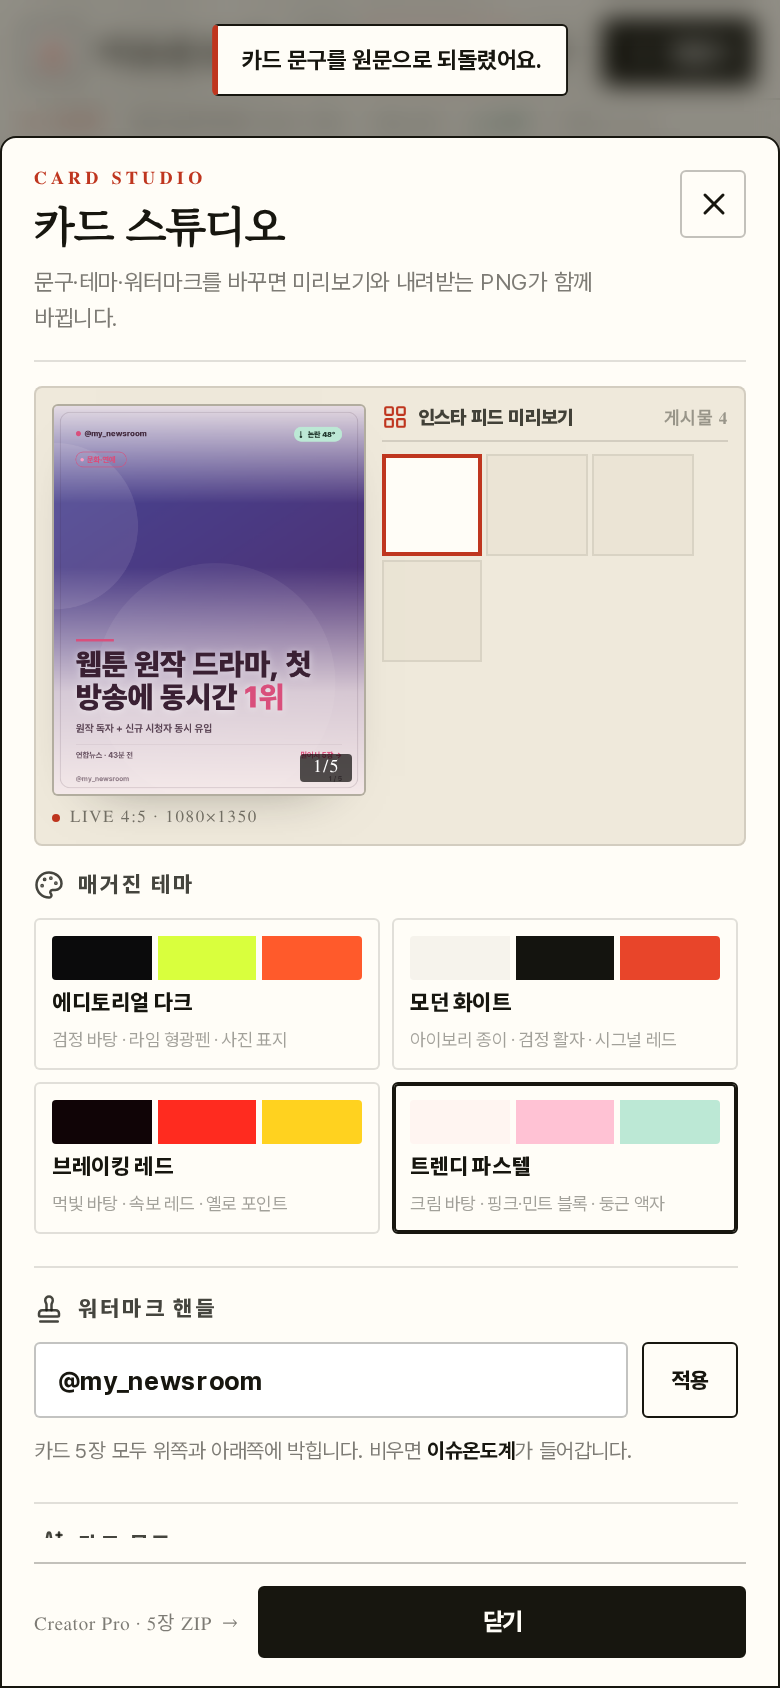 카드 문구를 원문으로 되돌렸어요.
CARD STUDIO
카드 스튜디오
문구·테마·워터마크를 바꾸면 미리보기와 내려받는 PNG가 함께
바뀝니다.
@my_newsroom
논란 48°
문화·연예
웹툰 원작 드라마, 첫
방송에 동시간 1위
원작 독자 + 신규 시청자 동시 유입
연합뉴스 · 43분 전
@my_newsroom
1/5
LIVE 4:5 · 1080×1350
인스타 피드 미리보기
게시물 4
매거진 테마
에디토리얼 다크
검정 바탕 · 라임 형광펜 · 사진 표지
모던 화이트
아이보리 종이 · 검정 활자 · 시그널 레드
브레이킹 레드
먹빛 바탕 · 속보 레드 · 옐로 포인트
트렌디 파스텔
크림 바탕 · 핑크·민트 블록 · 둥근 액자
워터마크 핸들
@my_newsroom
적용
카드 5장 모두 위쪽과 아래쪽에 박힙니다. 비우면 이슈온도계가 들어갑니다.
Creator Pro · 5장 ZIP →
닫기